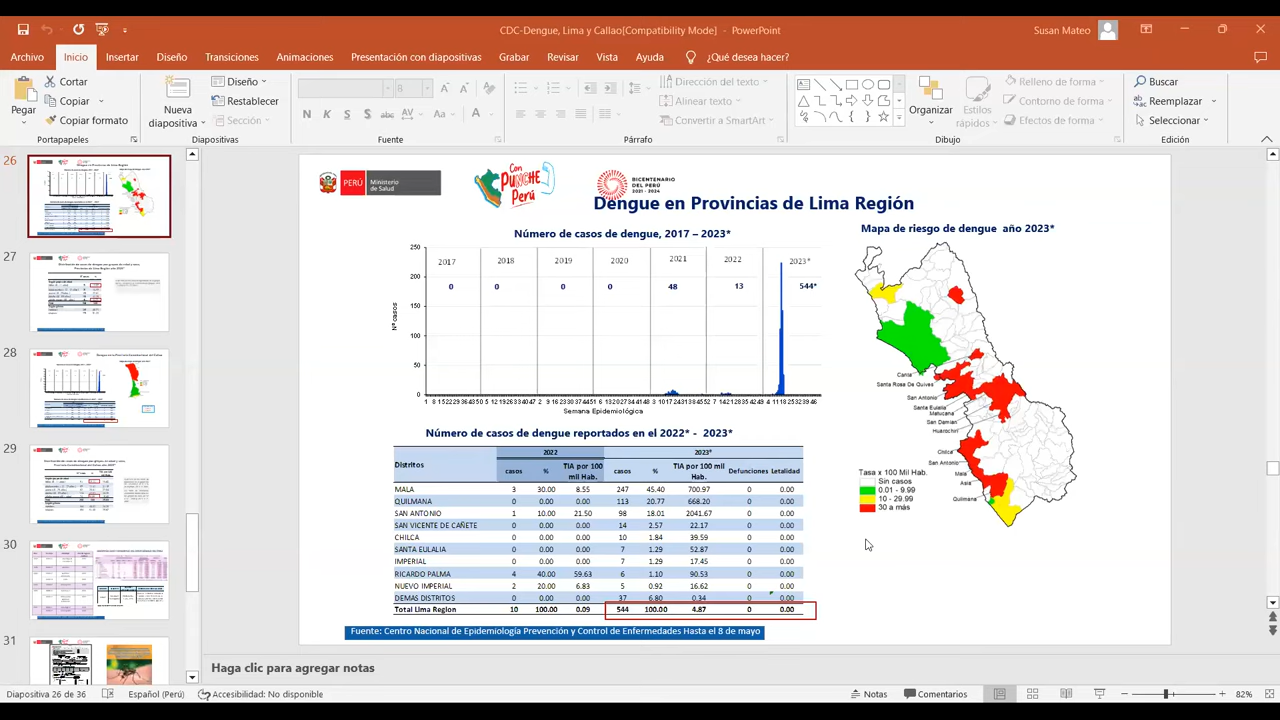 CDC-Dengue, Lima y Callao[Compatibility Mode] - PowerPoint
Susan Mateo
Archivo Inicio Insertar Diseño Transiciones Animaciones Presentación con diapositivas Grabar Revisar Vista Ayuda ¿Qué desea hacer?
Pegar
Cortar
Copiar
Copiar formato
Portapapeles
Nueva diapositiva
Diseño
Restablecer
Sección
Diapositivas
8
N K S S abc AV
Aa A
Fuente
Dirección del texto
Alinear texto
Convertir a SmartArt
Párrafo
Organizar
Estilos rápidos
Relleno de forma
Contorno de forma
Efectos de forma
Dibujo
Buscar
Reemplazar
Seleccionar
Edición
26
27
28
29
30
31
PERÚ Ministerio de Salud
Con PUNCHE Perú
BICENTENARIO DEL PERÚ 2021 - 2024
Dengue en Provincias de Lima Región
Número de casos de dengue, 2017 – 2023*
250
200
150
100
50
0
N° casos
2017 2018 2019 2020 2021 2022 2023*
0 0 0 0 48 13 544*
Semana Epidemiológica
Mapa de riesgo de dengue año 2023*
Canta
Santa Rosa De Quives
San Antonio
Santa Eulalia
Matucana
San Damian
Huarochiri
Chilca
San Antonio
Mala
Asia
Quilmana
Tasa x 100 Mil Hab.
Sin casos
0.01 - 9.99
10 - 29.99
30 a más
Número de casos de dengue reportados en el 2022* - 2023*
Distritos 2022 2023*
casos % TIA por 100 mil Hab. casos % TIA por 100 mil Hab. Defunciones Letalidad
MALA 3 30.00 8.55 247 45.40 700.97 0 0.00
QUILMANA 0 0.00 0.00 113 20.77 668.20 0 0.00
SAN ANTONIO 1 10.00 21.50 98 18.01 2041.67 0 0.00
SAN VICENTE DE CAÑETE 0 0.00 0.00 14 2.57 22.17 0 0.00
CHILCA 0 0.00 0.00 10 1.84 39.59 0 0.00
SANTA EULALIA 0 0.00 0.00 7 1.29 52.87 0 0.00
IMPERIAL 0 0.00 0.00 7 1.29 17.45 0 0.00
RICARDO PALMA 4 40.00 59.63 6 1.10 90.53 0 0.00
NUEVO IMPERIAL 2 20.00 6.83 5 0.92 16.62 0 0.00
DEMAS DISTRITOS 0 0.00 0.00 37 6.80 0.34 0 0.00
Total Lima Region 10 100.00 0.09 544 100.00 4.87 0 0.00
Fuente: Centro Nacional de Epidemiología Prevención y Control de Enfermedades Hasta el 8 de mayo
Haga clic para agregar notas
Diapositiva 26 de 36 Español (Perú) Accesibilidad: No disponible Notas Comentarios 82%